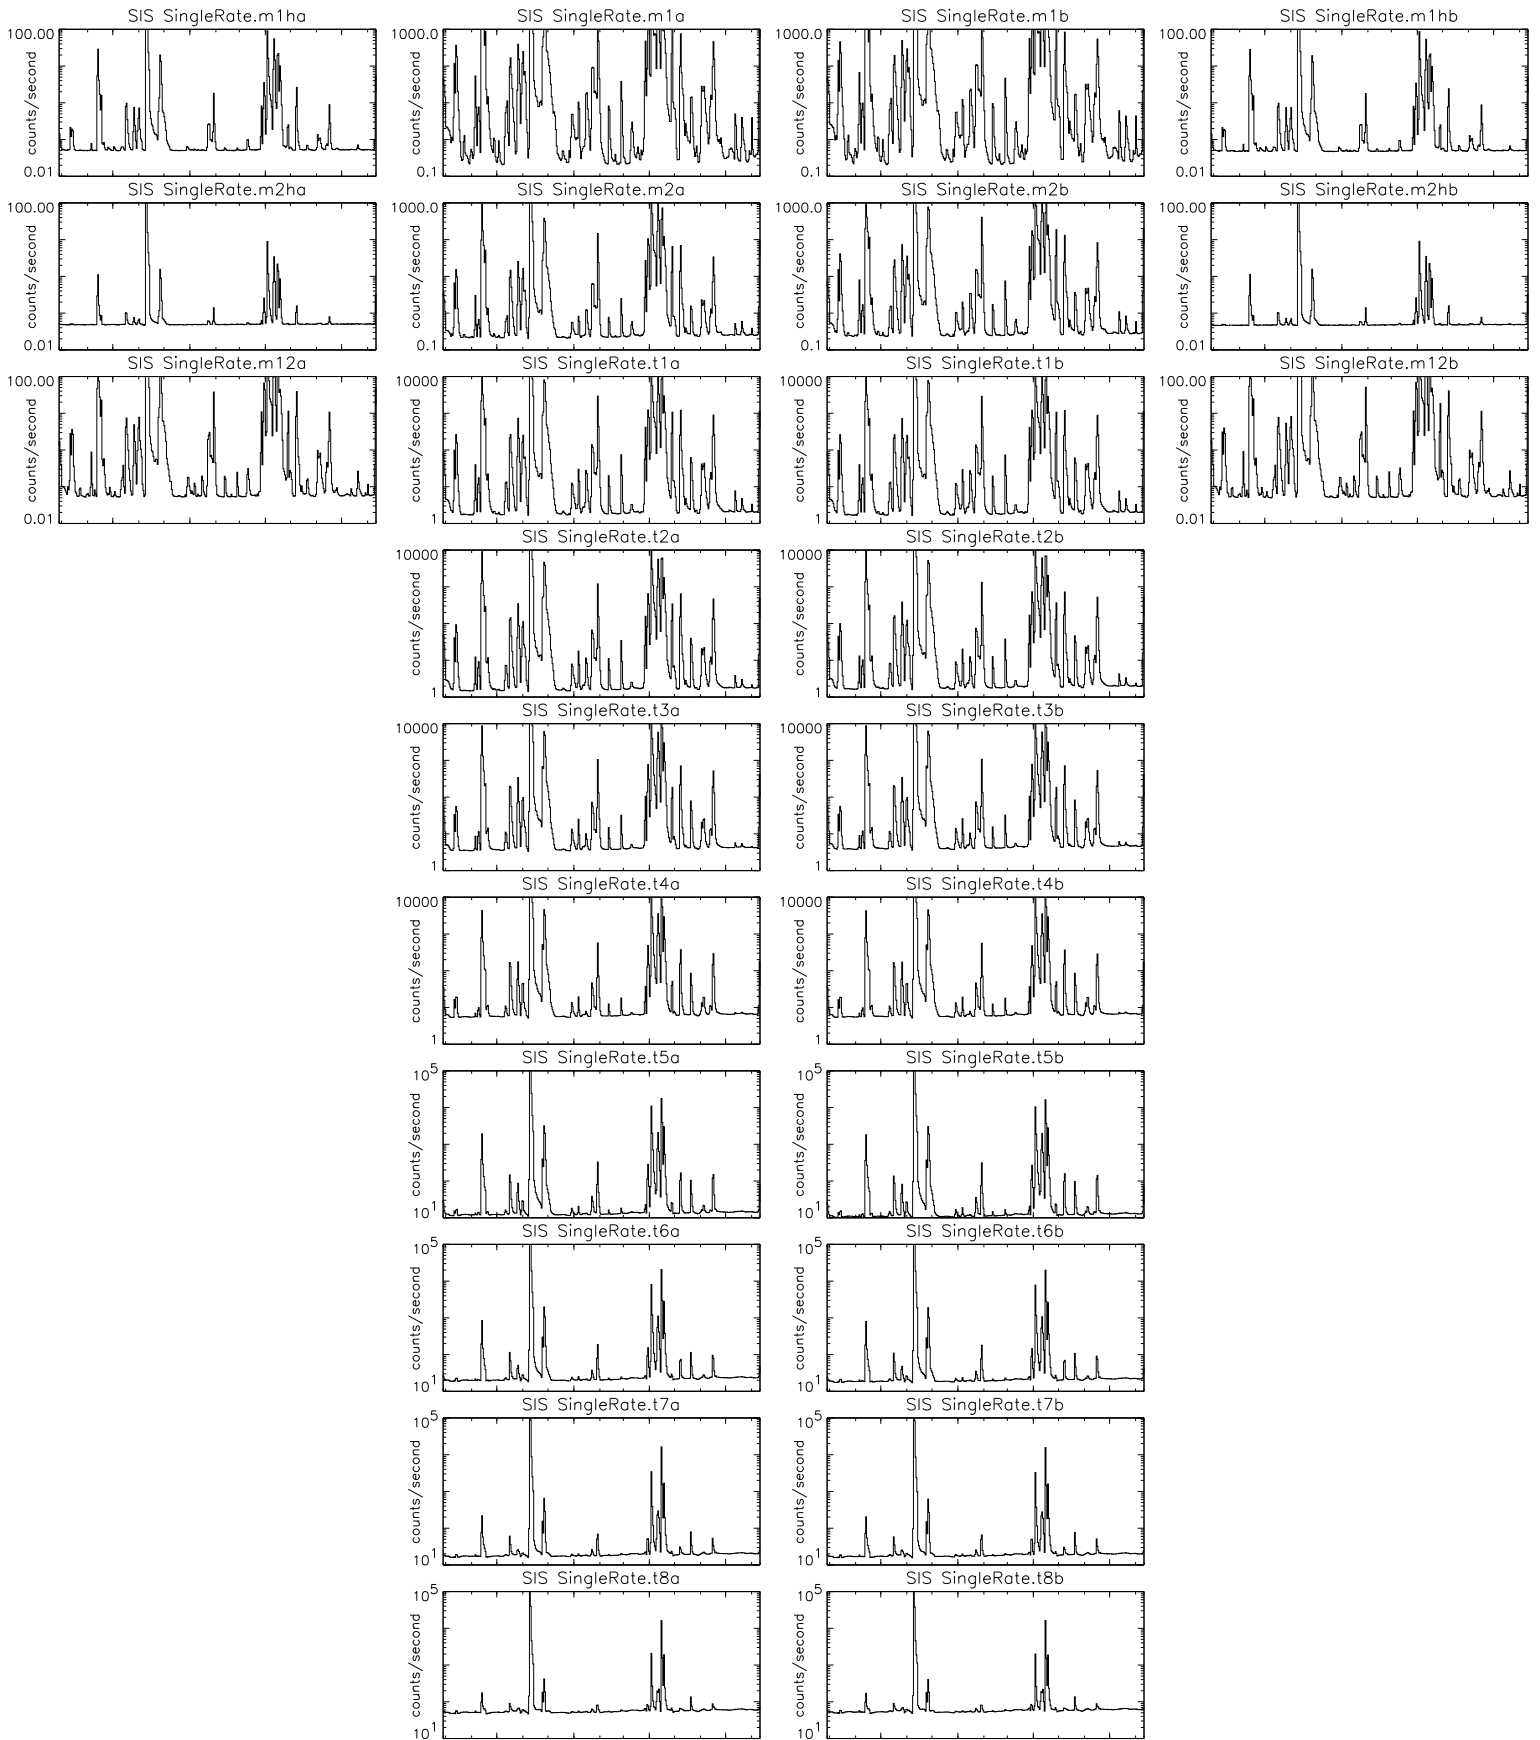 SIS SingleRate.m1ha
100.00
counts/second
0.01
SIS SingleRate.m1a
1000.0
counts/second
0.1
SIS SingleRate.m1b
1000.0
counts/second
0.1
SIS SingleRate.m1hb
100.00
counts/second
0.01
SIS SingleRate.m2ha
100.00
counts/second
0.01
SIS SingleRate.m2a
1000.0
counts/second
0.1
SIS SingleRate.m2b
1000.0
counts/second
0.1
SIS SingleRate.m2hb
100.00
counts/second
0.01
SIS SingleRate.m12a
100.00
counts/second
0.01
SIS SingleRate.t1a
10000
counts/second
1
SIS SingleRate.t1b
10000
counts/second
1
SIS SingleRate.m12b
100.00
counts/second
0.01
SIS SingleRate.t2a
10000
counts/second
1
SIS SingleRate.t2b
10000
counts/second
1
SIS SingleRate.t3a
10000
counts/second
1
SIS SingleRate.t3b
10000
counts/second
1
SIS SingleRate.t4a
10000
counts/second
1
SIS SingleRate.t4b
10000
counts/second
1
SIS SingleRate.t5a
10^5
counts/second
10^1
SIS SingleRate.t5b
10^5
counts/second
10^1
SIS SingleRate.t6a
10^5
counts/second
10^1
SIS SingleRate.t6b
10^5
counts/second
10^1
SIS SingleRate.t7a
10^5
counts/second
10^1
SIS SingleRate.t7b
10^5
counts/second
10^1
SIS SingleRate.t8a
10^5
counts/second
10^1
SIS SingleRate.t8b
10^5
counts/second
10^1